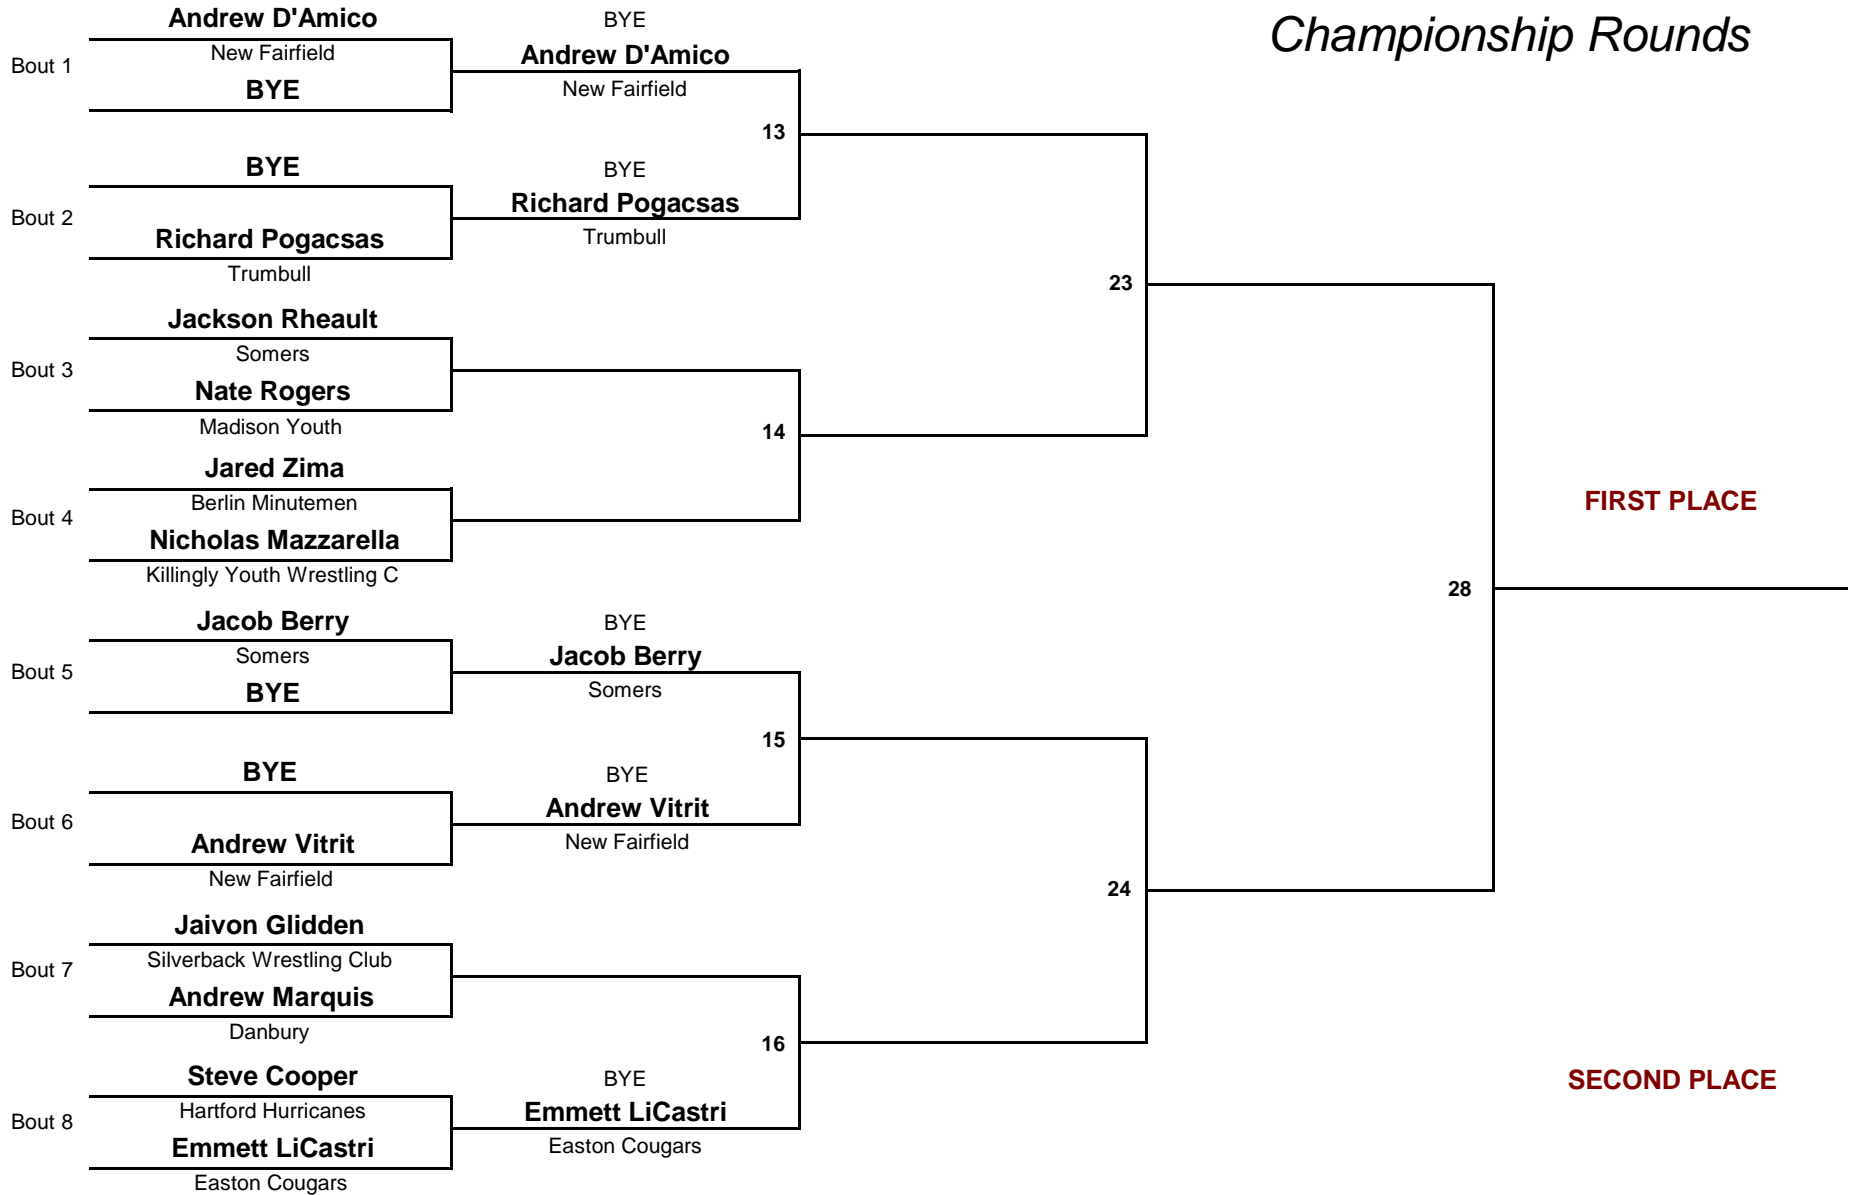 Championship Rounds
Andrew D'Amico
Bout 1
New Fairfield
BYE
BYE
Andrew D'Amico
New Fairfield
13
BYE
Bout 2
Richard Pogacsas
Trumbull
BYE
Richard Pogacsas
Trumbull
23
Jackson Rheault
Bout 3
Somers
Nate Rogers
Madison Youth
14
Jared Zima
Bout 4
Berlin Minutemen
Nicholas Mazzarella
Killingly Youth Wrestling C
FIRST PLACE
28
Jacob Berry
Bout 5
Somers
BYE
BYE
Jacob Berry
Somers
15
BYE
Bout 6
Andrew Vitrit
New Fairfield
BYE
Andrew Vitrit
New Fairfield
24
Jaivon Glidden
Bout 7
Silverback Wrestling Club
Andrew Marquis
Danbury
16
Steve Cooper
Bout 8
Hartford Hurricanes
Emmett LiCastri
Easton Cougars
BYE
Emmett LiCastri
Easton Cougars
SECOND PLACE